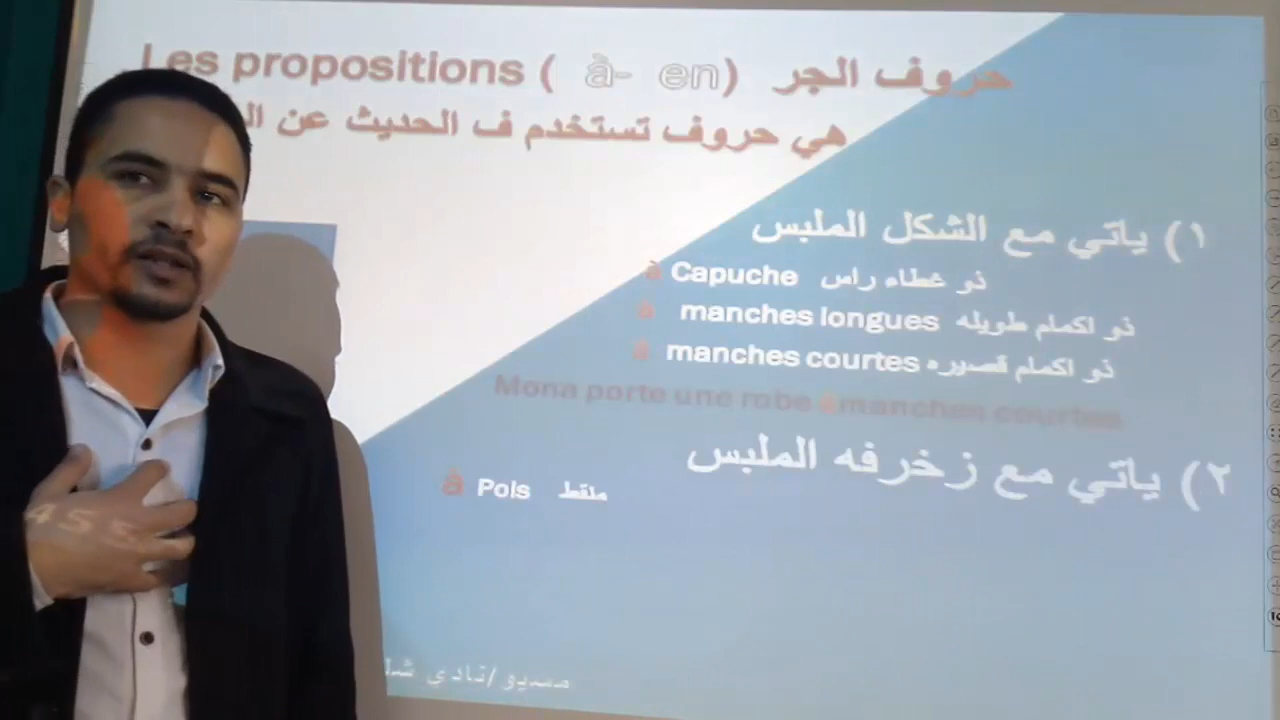 Les propositions ( à- en) حروف الجر
هي حروف تستخدم ف الحديث عن
١) ياتي مع الشكل الملبس
à Capuche ذو غطاء راس
à manches longues ذو اكمام طويله
à manches courtes ذو اكمام قصيره
Mona porte une robe à manches courtes
٢) ياتي مع زخرفه الملبس
à Pois منقط
مسيو/نادي